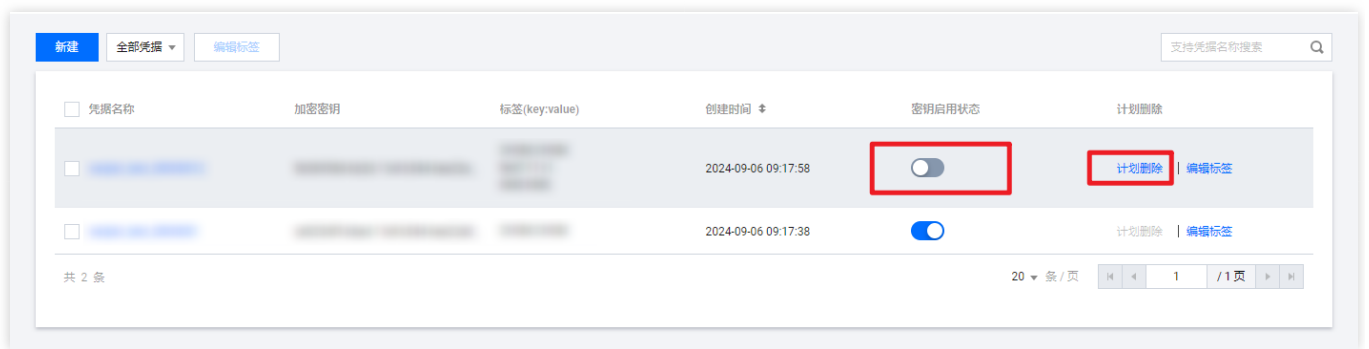 新建 全部凭据 编辑标签 支持凭据名称搜索
凭据名称 加密密钥 标签(key:value) 创建时间 密钥启用状态 计划删除
2024-09-06 09:17:58 计划删除 | 编辑标签
2024-09-06 09:17:38 计划删除 | 编辑标签
共 2 条 20 条 / 页 1 / 1 页